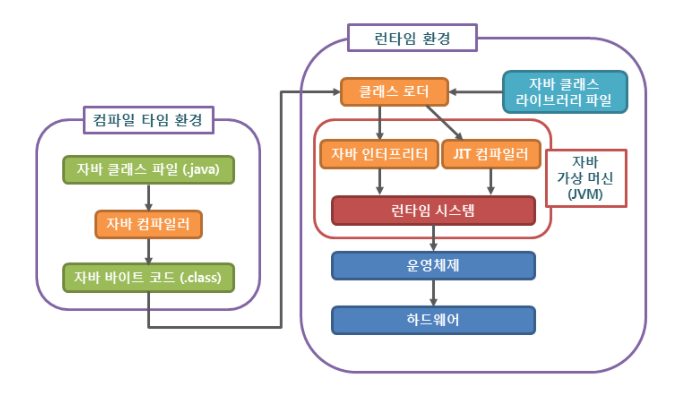 컴파일 타임 환경
자바 클래스 파일 (.java)
자바 컴파일러
자바 바이트 코드 (.class)
런타임 환경
클래스 로더
자바 클래스
라이브러리 파일
자바 인터프리터
JIT 컴파일러
자바
가상 머신
(JVM)
런타임 시스템
운영체제
하드웨어